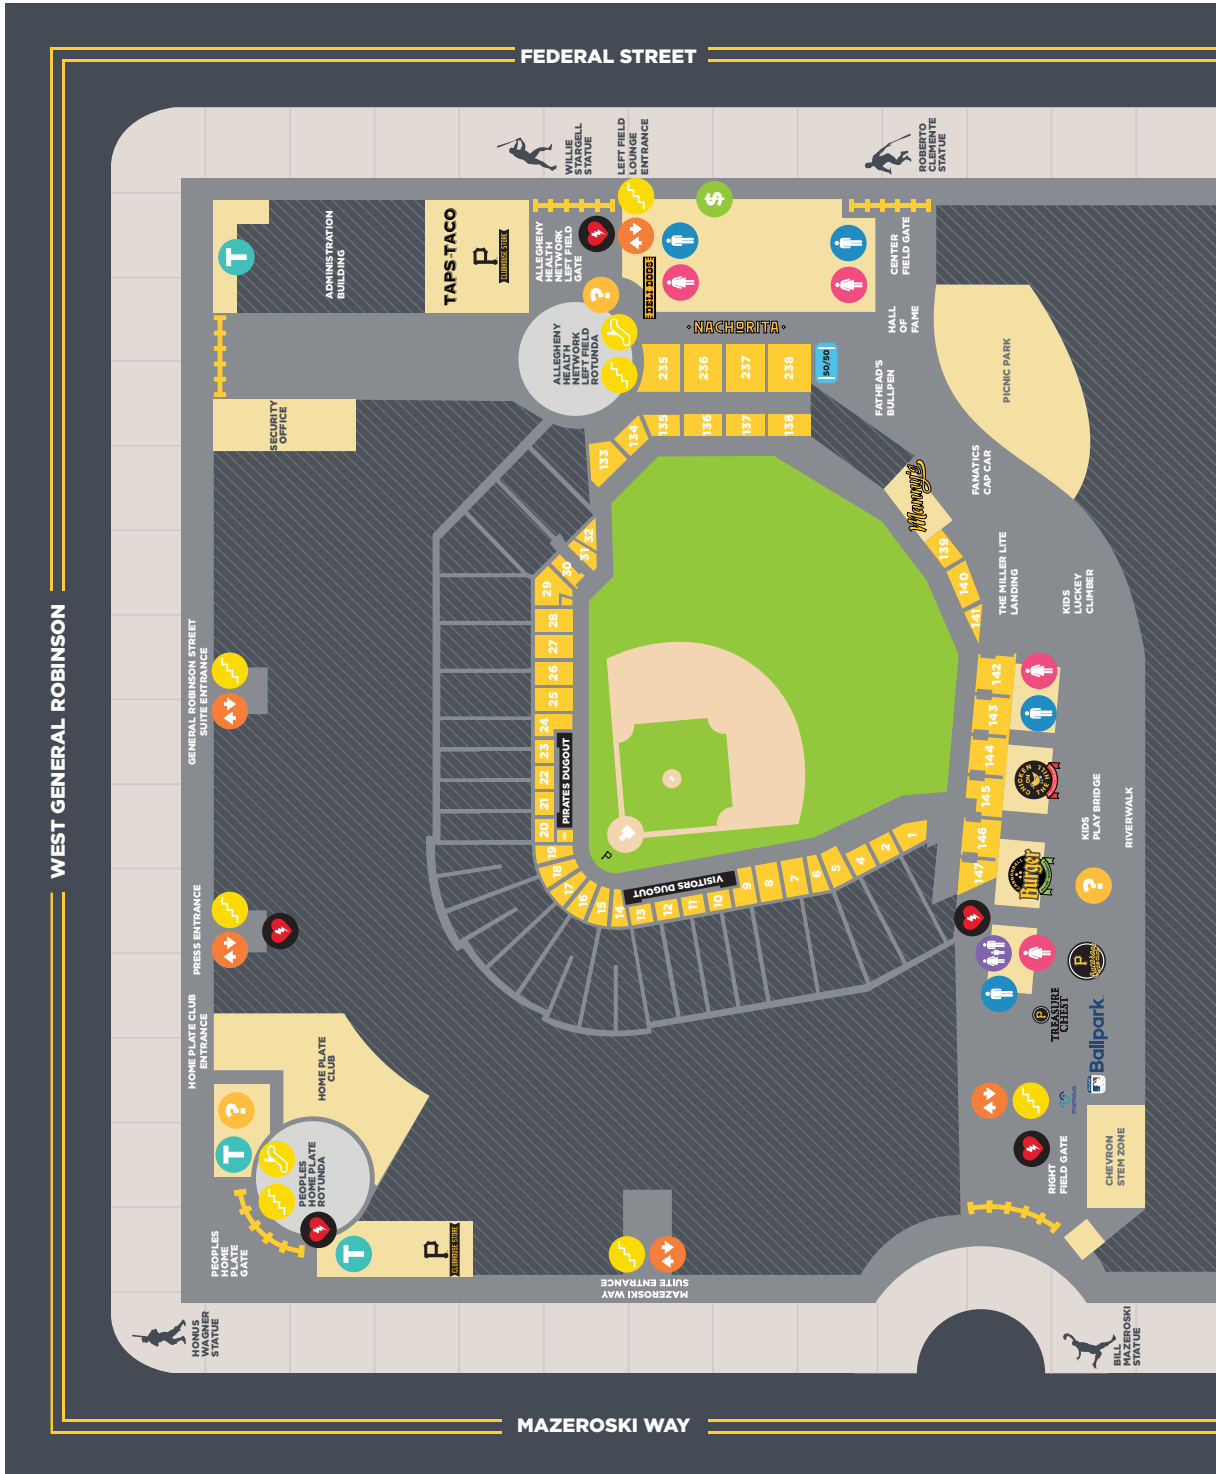 FEDERAL STREET
WILLIE
STARGELL
STATUE
LEFT FIELD
LOUNGE
ENTRANCE
ROBERTO
CLEMENTE
STATUE
T
ADMINISTRATION
BUILDING
TAPS-TACO
P
CLUBHOUSE STORE
ALLEGHENY
HEALTH
NETWORK
LEFT FIELD
GATE
$
DELI DOGS
?
CENTER
FIELD GATE
HALL
OF
FAME
NACHORITA
ALLEGHENY
HEALTH
NETWORK
LEFT FIELD
ROTUNDA
235
236
237
238
50/50
FATHEAD'S
BULLPEN
PICNIC PARK
SECURITY
OFFICE
133
134
135
136
137
138
Manny's
FANATICS
CAP CAR
139
140
141
THE MILLER LITE
LANDING
KIDS
LUCKEY
CLIMBER
32
31
30
29
28
27
26
25
24
23
22
21
20
19
18
17
16
15
14
13
12
11
10
9
8
7
6
5
4
2
1
PIRATES DUGOUT
VISITORS DUGOUT
P
WEST GENERAL ROBINSON
GENERAL ROBINSON STREET
SUITE ENTRANCE
142
143
144
145
146
147
CHICKEN
ON
THE HILL
Burger
KIDS
PLAY BRIDGE
RIVERWALK
?
PRESS ENTRANCE
HOME PLATE CLUB
ENTRANCE
HOME PLATE
CLUB
?
T
PEOPLES
HOME PLATE
ROTUNDA
PEOPLES
HOME
PLATE
GATE
T
P
CLUBHOUSE STORE
P
P
TREASURE
CHEST
Ballpark
mamava
RIGHT
FIELD GATE
CHEVRON
STEM ZONE
MAZEROSKI WAY
SUITE ENTRANCE
HONUS
WAGNER
STATUE
BILL
MAZEROSKI
STATUE
MAZEROSKI WAY